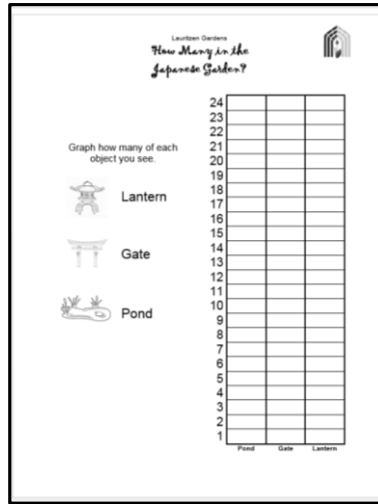 Lauritzen Gardens
How Many in the
Japanese Garden?
Graph how many of each
object you see.
Lantern
Gate
Pond
24
23
22
21
20
19
18
17
16
15
14
13
12
11
10
9
8
7
6
5
4
3
2
1
Pond Gate Lantern